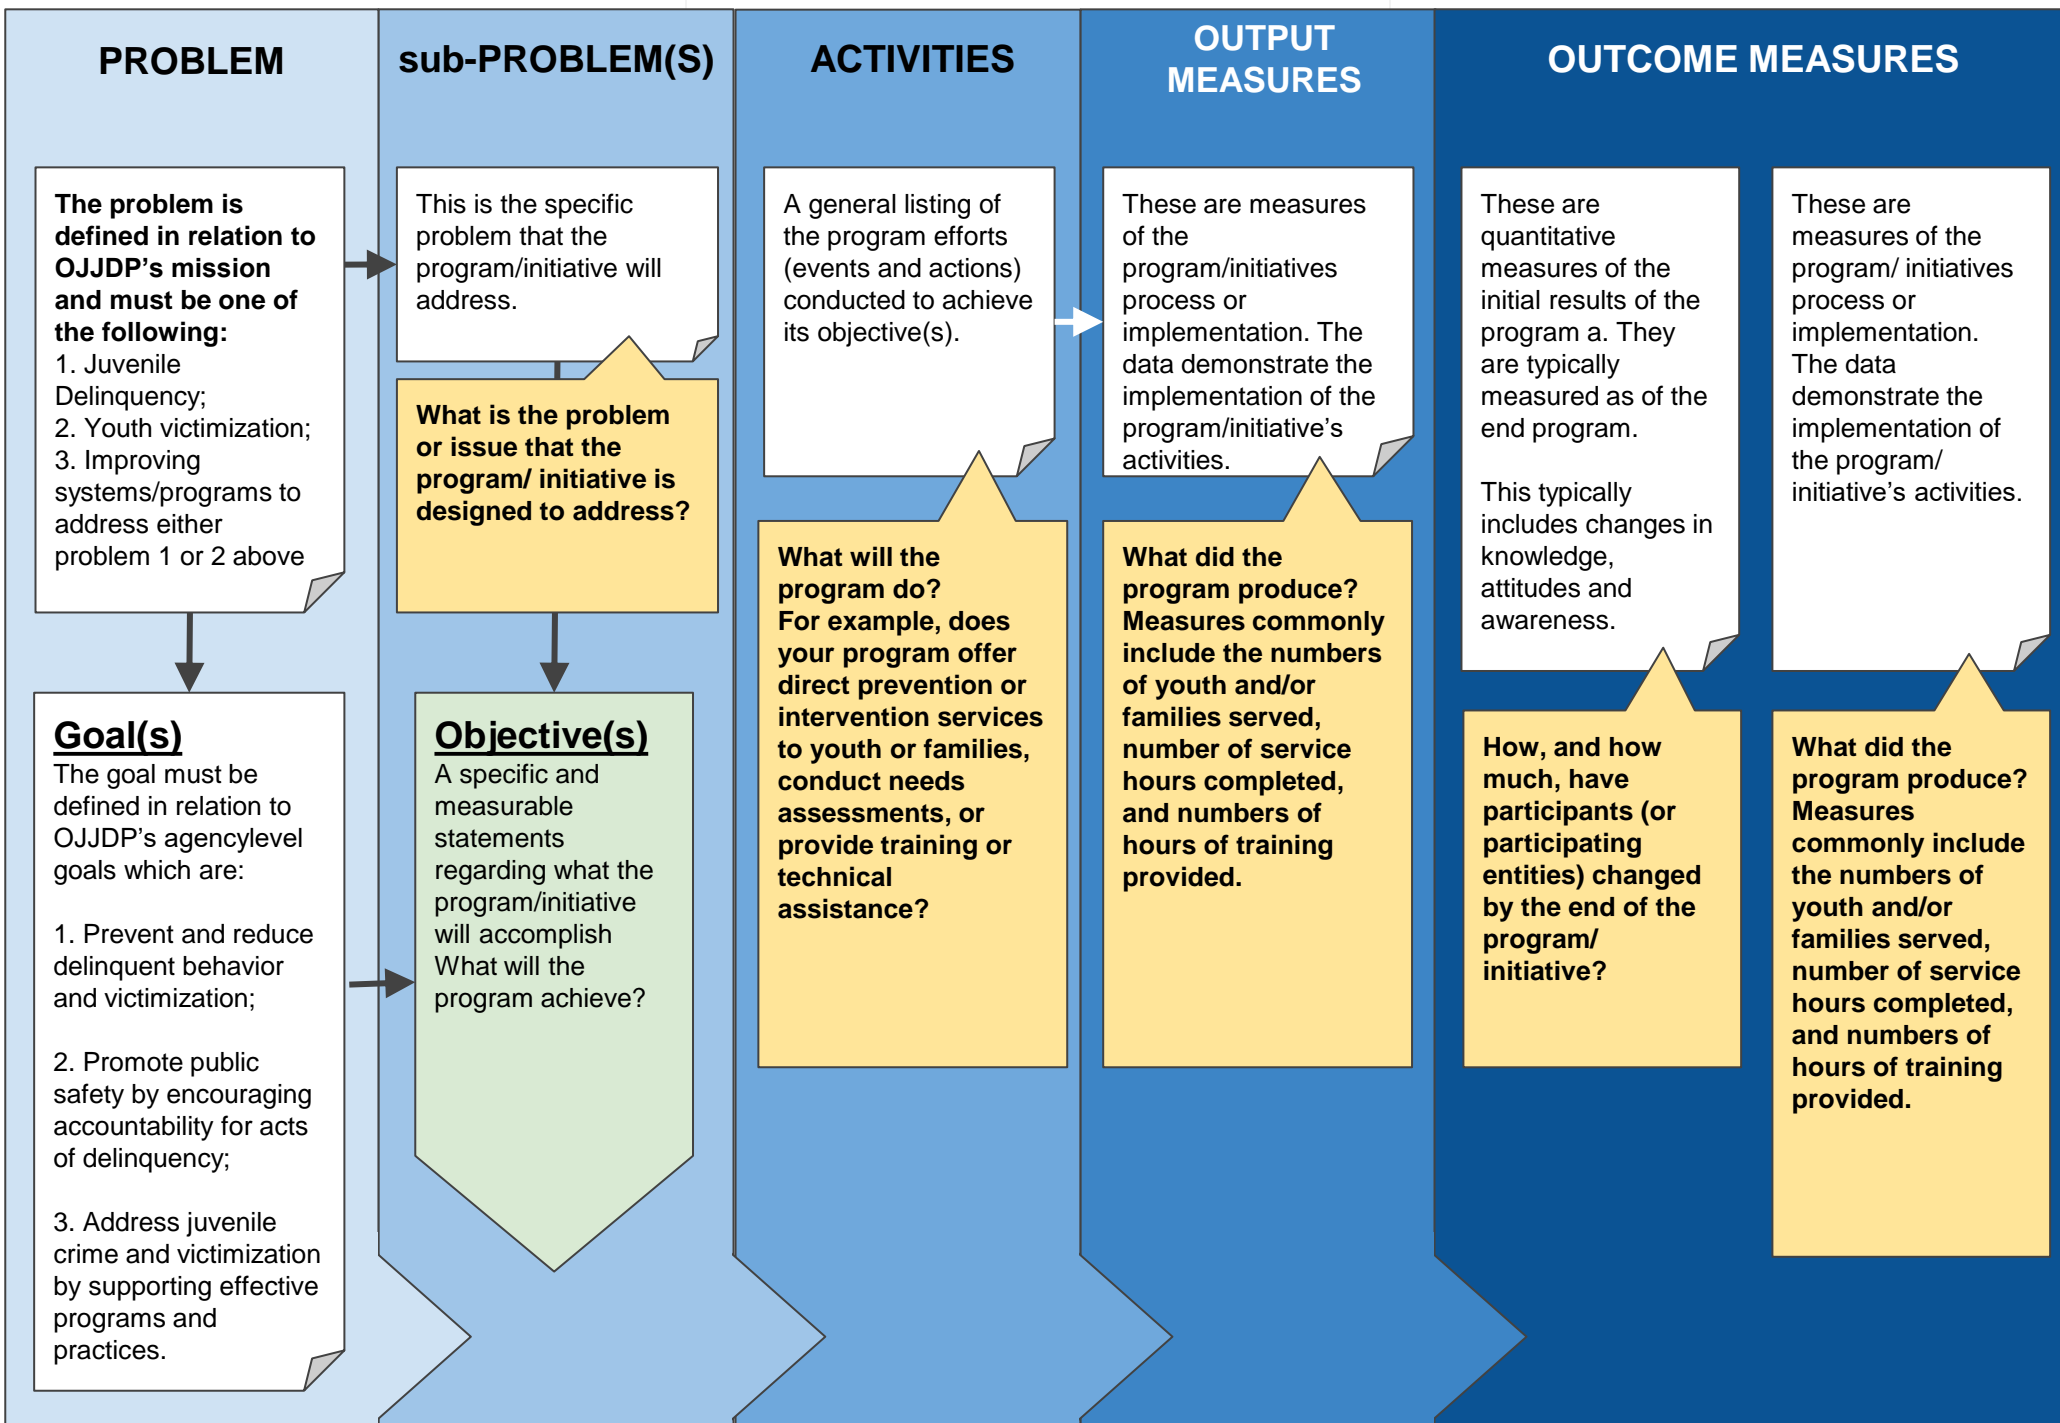 PROBLEM
The problem is
defined in relation to
OJJDP's mission
and must be one of
the following:
1. Juvenile
Delinquency;
2. Youth victimization;
3. Improving
systems/programs to
address either
problem 1 or 2 above
Goal(s)
The goal must be
defined in relation to
OJJDP's agencylevel
goals which are:
1. Prevent and reduce
delinquent behavior
and victimization;
2. Promote public
safety by encouraging
accountability for acts
of delinquency;
3. Address juvenile
crime and victimization
by supporting effective
programs and
practices.
sub-PROBLEM(S)
This is the specific
problem that the
program/initiative will
address.
What is the problem
or issue that the
program/ initiative is
designed to address?
Objective(s)
A specific and
measurable
statements
regarding what the
program/initiative
will accomplish
What will the
program achieve?
ACTIVITIES
A general listing of
the program efforts
(events and actions)
conducted to achieve
its objective(s).
What will the
program do?
For example, does
your program offer
direct prevention or
intervention services
to youth or families,
conduct needs
assessments, or
provide training or
technical
assistance?
OUTPUT
MEASURES
These are measures
of the
program/initiatives
process or
implementation. The
data demonstrate the
implementation of the
program/initiative's
activities.
What did the
program produce?
Measures commonly
include the numbers
of youth and/or
families served,
number of service
hours completed,
and numbers of
hours of training
provided.
OUTCOME MEASURES
These are
quantitative
measures of the
initial results of the
program a. They
are typically
measured as of the
end program.
This typically
includes changes in
knowledge,
attitudes and
awareness.
How, and how
much, have
participants (or
participating
entities) changed
by the end of the
program/
initiative?
These are
measures of the
program/ initiatives
process or
implementation.
The data
demonstrate the
implementation of
the program/
initiative's activities.
What did the
program produce?
Measures
commonly include
the numbers of
youth and/or
families served,
number of service
hours completed,
and numbers of
hours of training
provided.